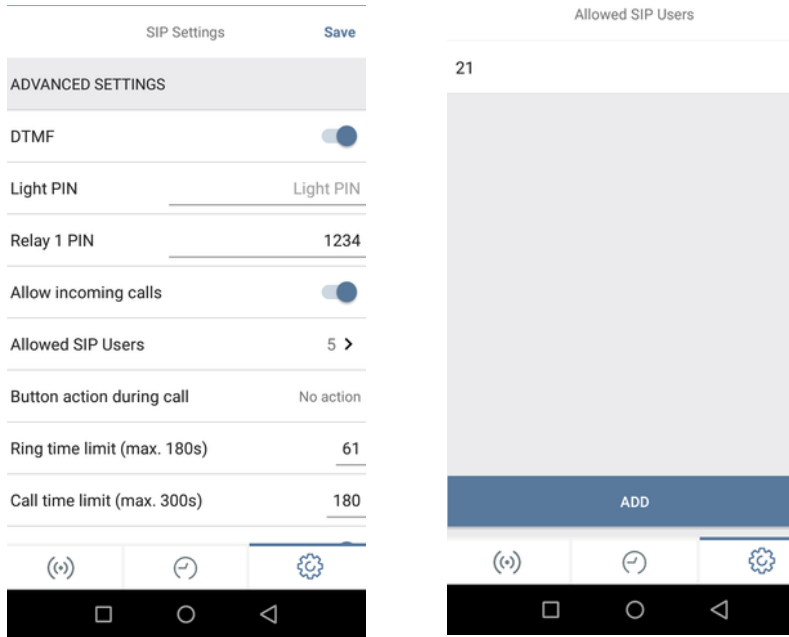 SIP Settings Save
ADVANCED SETTINGS
DTMF
Light PIN Light PIN
Relay 1 PIN 1234
Allow incoming calls
Allowed SIP Users 5
Button action during call No action
Ring time limit (max. 180s) 61
Call time limit (max. 300s) 180
Allowed SIP Users
21
ADD